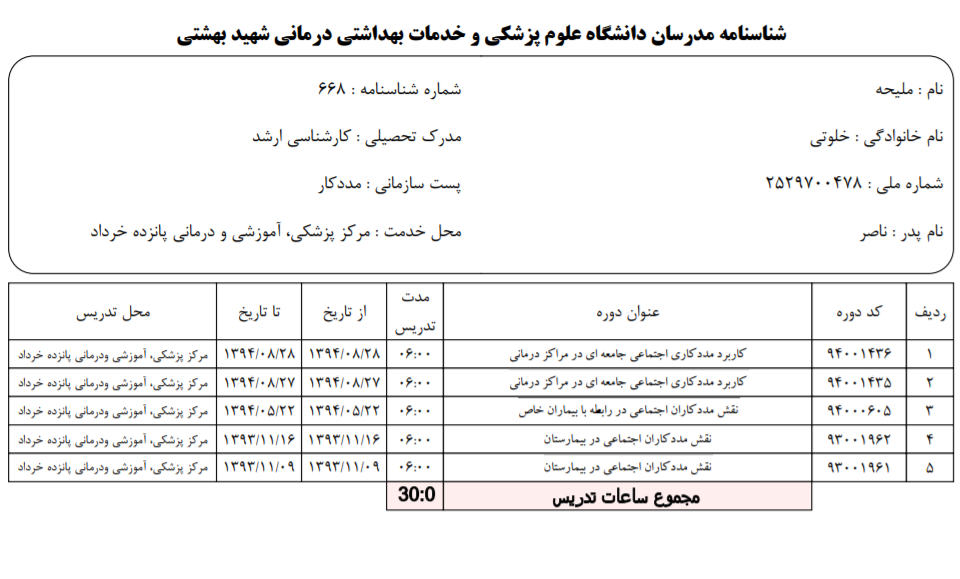 شناسنامه مدرسان دانشگاه علوم پزشکی و خدمات بهداشتی درمانی شهید بهشتی
نام : ملیحه شماره شناسنامه : ۶۶۸
نام خانوادگی : خلوتی مدرک تحصیلی : کارشناسی ارشد
شماره ملی : ۲۵۲۹۷۰۰۴۷۸ پست سازمانی : مددکار
نام پدر : ناصر محل خدمت : مرکز پزشکی، آموزشی و درمانی پانزده خرداد
ردیف کد دوره عنوان دوره مدت تدریس از تاریخ تا تاریخ محل تدریس
۱ ۹۴۰۰۱۴۳۶ کاربرد مددکاری اجتماعی جامعه ای در مراکز درمانی ۰۶:۰۰ ۱۳۹۴/۰۸/۲۸ ۱۳۹۴/۰۸/۲۸ مرکز پزشکی، آموزشی ودرمانی پانزده خرداد
۲ ۹۴۰۰۱۴۳۵ کاربرد مددکاری اجتماعی جامعه ای در مراکز درمانی ۰۶:۰۰ ۱۳۹۴/۰۸/۲۷ ۱۳۹۴/۰۸/۲۷ مرکز پزشکی، آموزشی ودرمانی پانزده خرداد
۳ ۹۴۰۰۰۶۰۵ نقش مددکاران اجتماعی در رابطه با بیماران خاص ۰۶:۰۰ ۱۳۹۴/۰۵/۲۲ ۱۳۹۴/۰۵/۲۲ مرکز پزشکی، آموزشی ودرمانی پانزده خرداد
۴ ۹۳۰۰۱۹۶۲ نقش مددکاران اجتماعی در بیمارستان ۰۶:۰۰ ۱۳۹۳/۱۱/۱۶ ۱۳۹۳/۱۱/۱۶ مرکز پزشکی، آموزشی ودرمانی پانزده خرداد
۵ ۹۳۰۰۱۹۶۱ نقش مددکاران اجتماعی در بیمارستان ۰۶:۰۰ ۱۳۹۳/۱۱/۰۹ ۱۳۹۳/۱۱/۰۹ مرکز پزشکی، آموزشی ودرمانی پانزده خرداد
مجموع ساعات تدریس 30:0